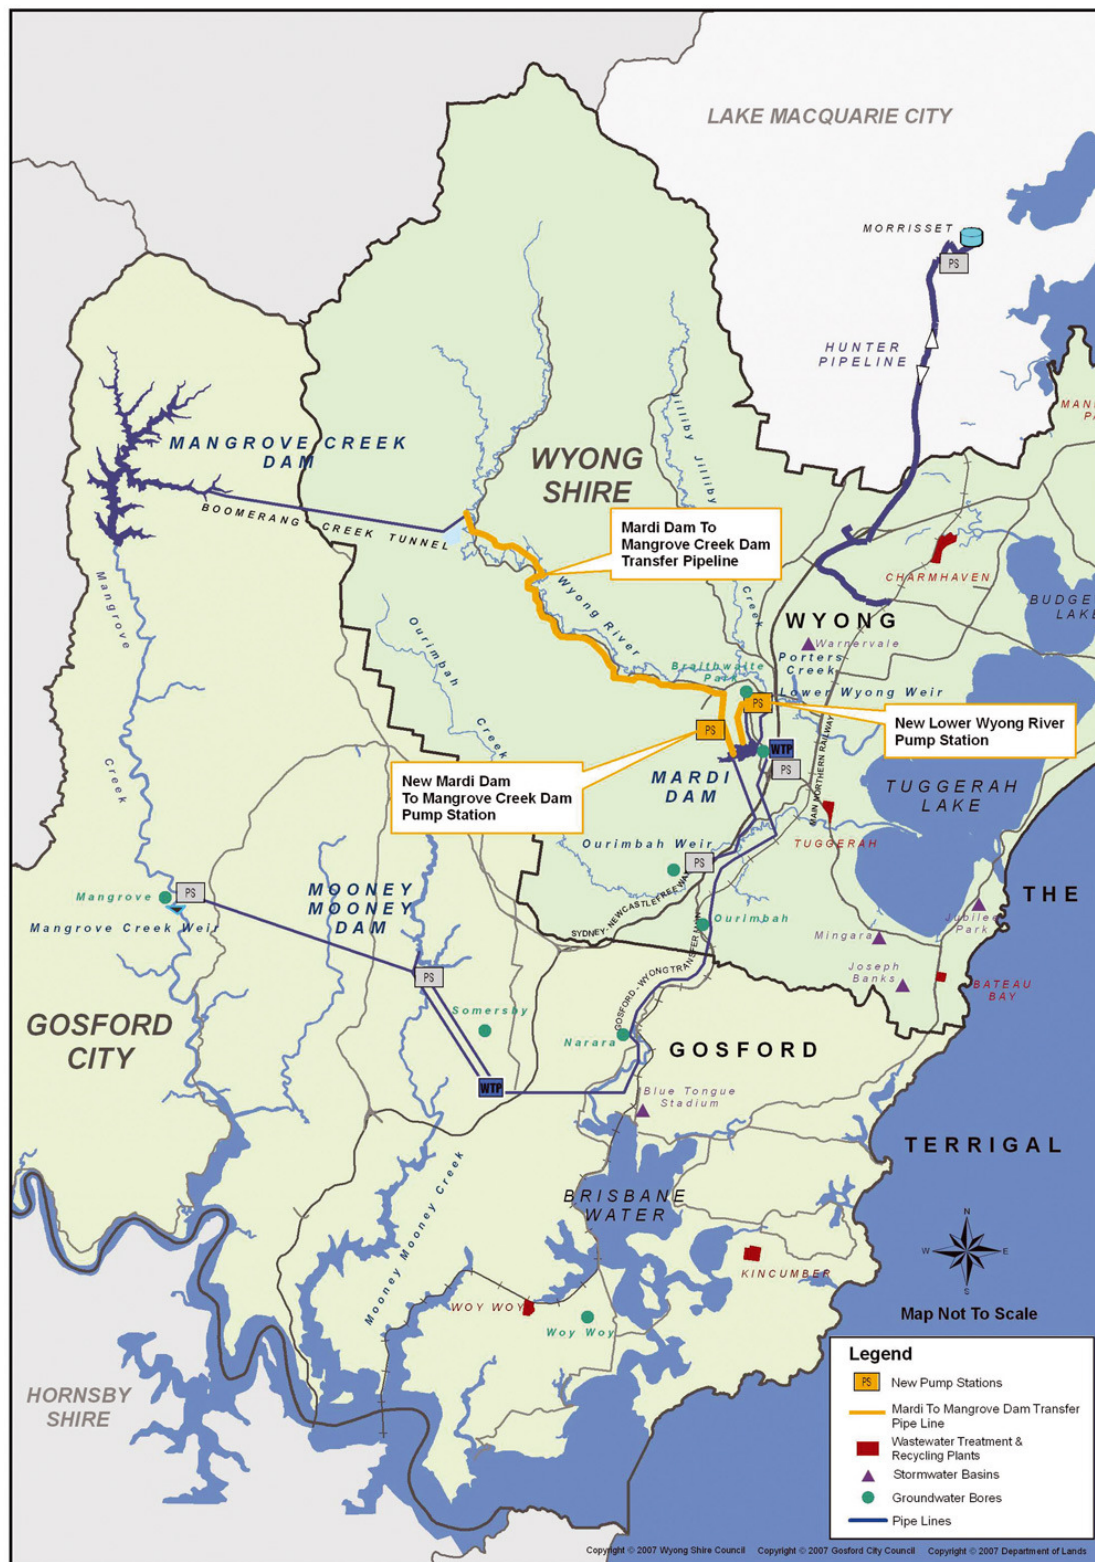 LAKE MACQUARIE CITY
MORRISSET
PS
HUNTER
PIPELINE
MANGROVE CREEK
DAM
WYONG
SHIRE
Jilliby Jilliby
Creek
BOOMERANG CREEK TUNNEL
Mardi Dam To
Mangrove Creek Dam
Transfer Pipeline
CHARMHAVEN
Mangrove
Creek
Wyong River
Ourimbah
Creek
WYONG
Warnervale
Porters
Creek
Braithwaite
Park
Lower Wyong Weir
PS
PS
New Lower Wyong River
Pump Station
WTP
PS
MAIN NORTHERN RAILWAY
MARDI
DAM
TUGGERAH
LAKE
New Mardi Dam
To Mangrove Creek Dam
Pump Station
Ourimbah Weir
TUGGERAH
PS
SYDNEY-NEWCASTLE FREEWAY
Mangrove
PS
Mangrove Creek Weir
MOONEY
MOONEY
DAM
THE
Jubilee
Park
Ourimbah
Mingara
Joseph
Banks
BATEAU
BAY
GOSFORD - WYONG TRANSFER MAIN
PS
Somersby
GOSFORD
CITY
Narara
GOSFORD
WTP
Blue Tongue
Stadium
TERRIGAL
Mooney Mooney Creek
BRISBANE
WATER
KINCUMBER
WOY WOY
Woy Woy
N
W
E
S
Map Not To Scale
HORNSBY
SHIRE
Legend
PS New Pump Stations
Mardi To Mangrove Dam Transfer
Pipe Line
Wastewater Treatment &
Recycling Plants
Stormwater Basins
Groundwater Bores
Pipe Lines
Copyright © 2007 Wyong Shire Council Copyright © 2007 Gosford City Council Copyright © 2007 Department of Lands